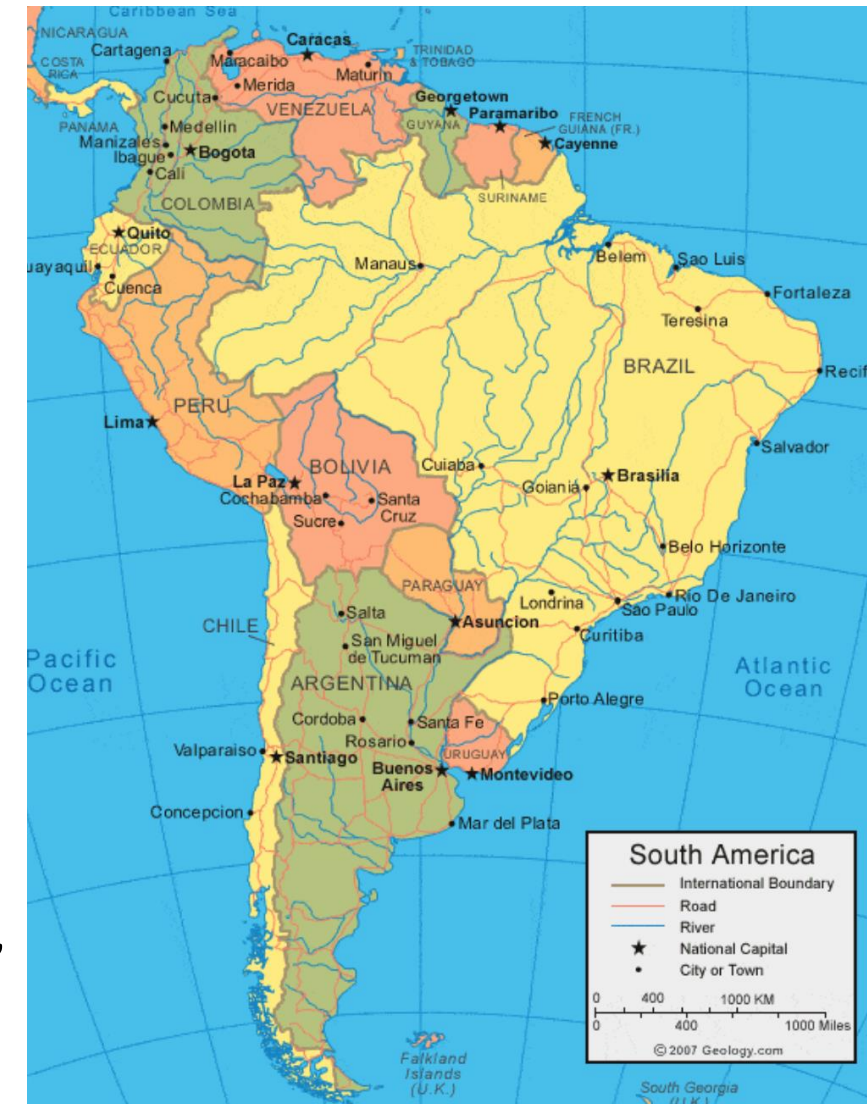 Caribbean Sea
NICARAGUA
Cartagena
Caracas
COSTA
RICA
Maracaibo
TRINIDAD
& TOBAGO
Maturin
Merida
Cucuta
VENEZUELA
Georgetown
Paramaribo
FRENCH
GUIANA (FR.)
PANAMA
Medellin
GUYANA
Manizales
Cayenne
Ibague
Bogota
Cali
SURINAME
COLOMBIA
Quito
ECUADOR
uayaquil
Manaus
Belem
Sao Luis
Cuenca
Fortaleza
Teresina
BRAZIL
Recif
PERU
Lima
Salvador
BOLIVIA
Cuiaba
Brasilia
La Paz
Goianiá
Cochabamba
Santa
Cruz
Sucre
Belo Horizonte
PARAGUAY
Rio De Janeiro
Londrina
São Paulo
Salta
Asuncion
CHILE
Curitiba
San Miguel
de Tucuman
Pacific
Ocean
Atlantic
Ocean
ARGENTINA
Porto Alegre
Cordoba
Santa Fe
Rosario
Valparaiso
Santiago
URUGUAY
Buenos
Aires
Montevideo
Concepcion
Mar del Plata
South America
International Boundary
Road
River
National Capital
City or Town
0 400 1000 KM
0 400 1000 Miles
© 2007 Geology.com
Falkland
Islands
(U.K.)
South Georgia
(U.K.)
,